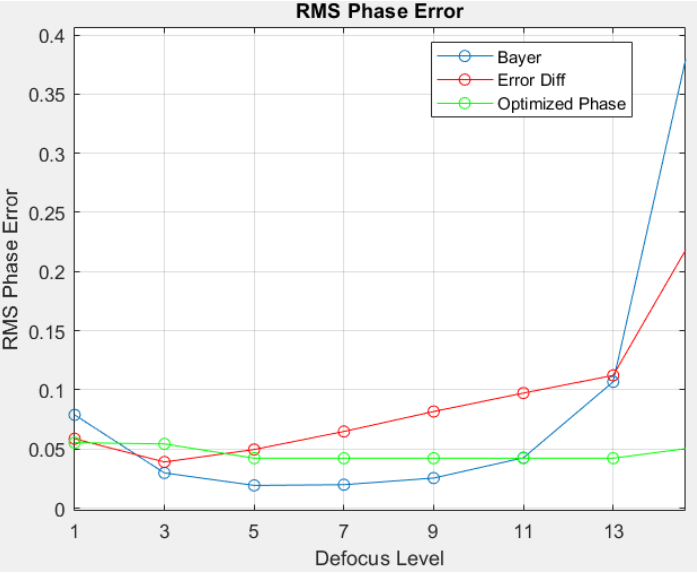 RMS Phase Error
0.4
0.35
0.3
0.25
0.2
0.15
0.1
0.05
0
RMS Phase Error
Bayer
Error Diff
Optimized Phase
1 3 5 7 9 11 13
Defocus Level